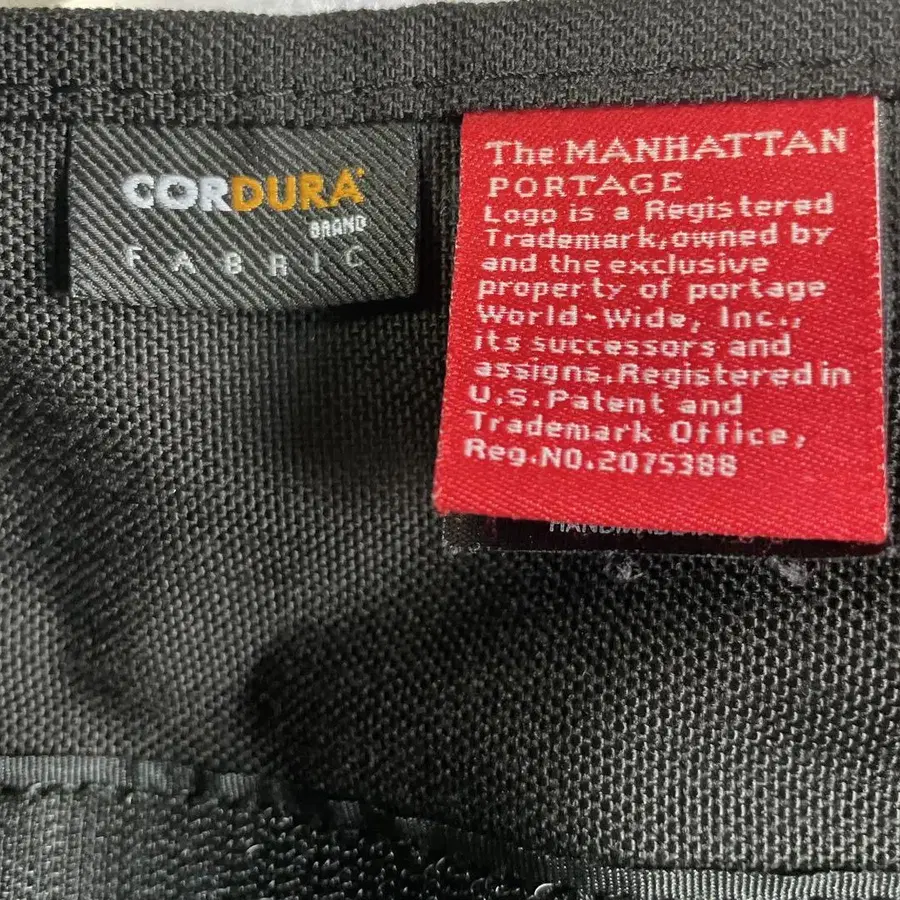 CORDURA
BRAND
FABRIC
The MANHATTAN
PORTAGE
Logo is a Registered
Trademark,owned by
and the exclusive
property of portage
World-Wide, Inc.,
its successors and
assigns.Registered in
U.S.Patent and
Trademark Office,
Reg.NO.2075388